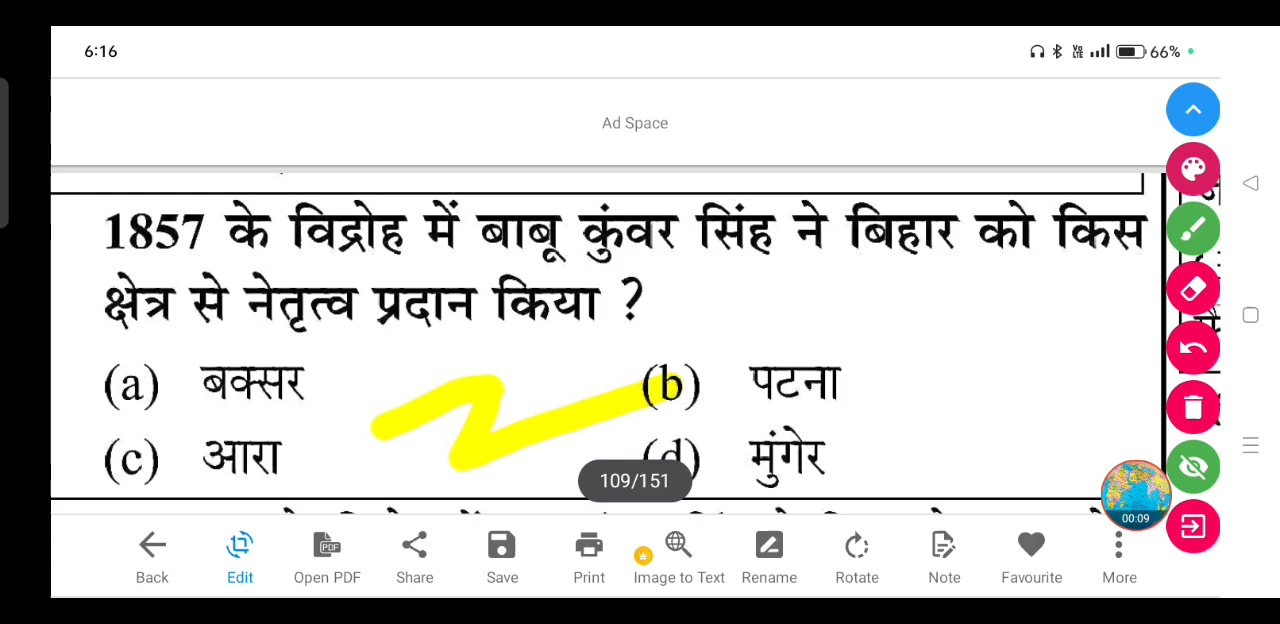 6:16
66%
Ad Space
1857 के विद्रोह में बाबू कुंवर सिंह ने बिहार को किस
क्षेत्र से नेतृत्व प्रदान किया ?
(a) बक्सर (b) पटना
(c) आरा (d) मुंगेर
109/151
00:09
Back Edit Open PDF Share Save Print Image to Text Rename Rotate Note Favourite More